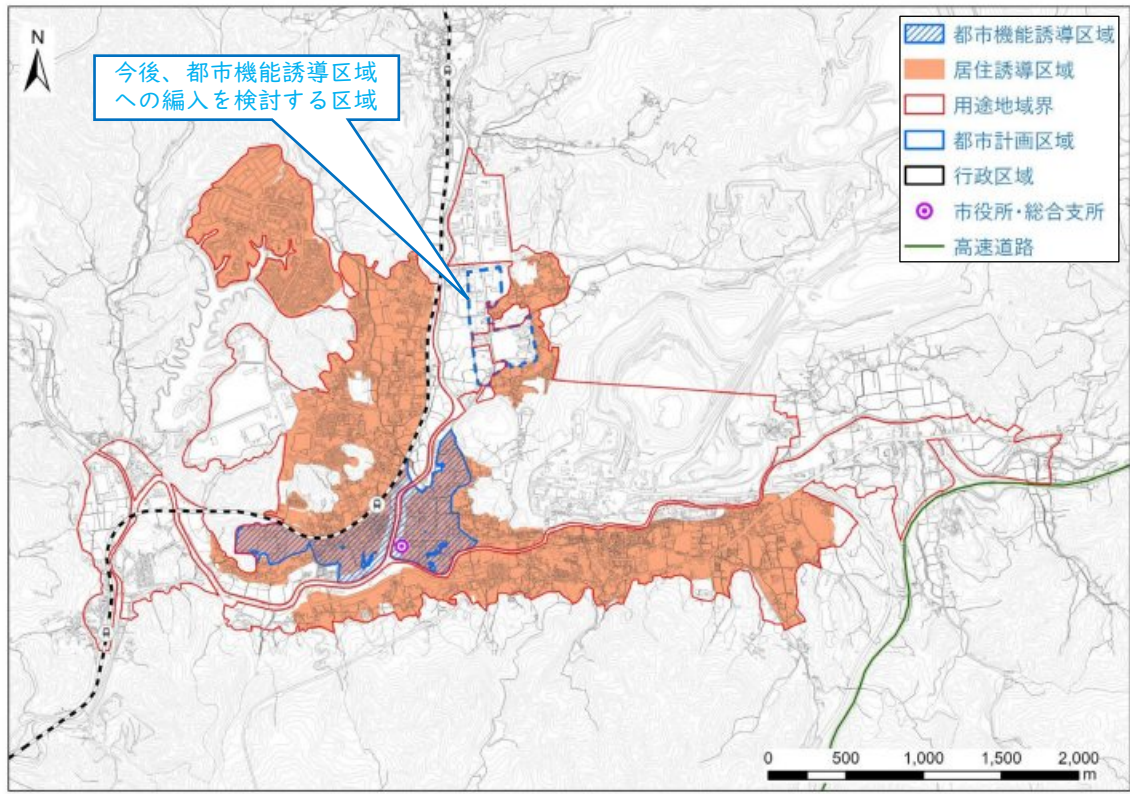 N
今後、都市機能誘導区域
への編入を検討する区域
都市機能誘導区域
居住誘導区域
用途地域界
都市計画区域
行政区域
市役所・総合支所
高速道路
0 500 1,000 1,500 2,000
m